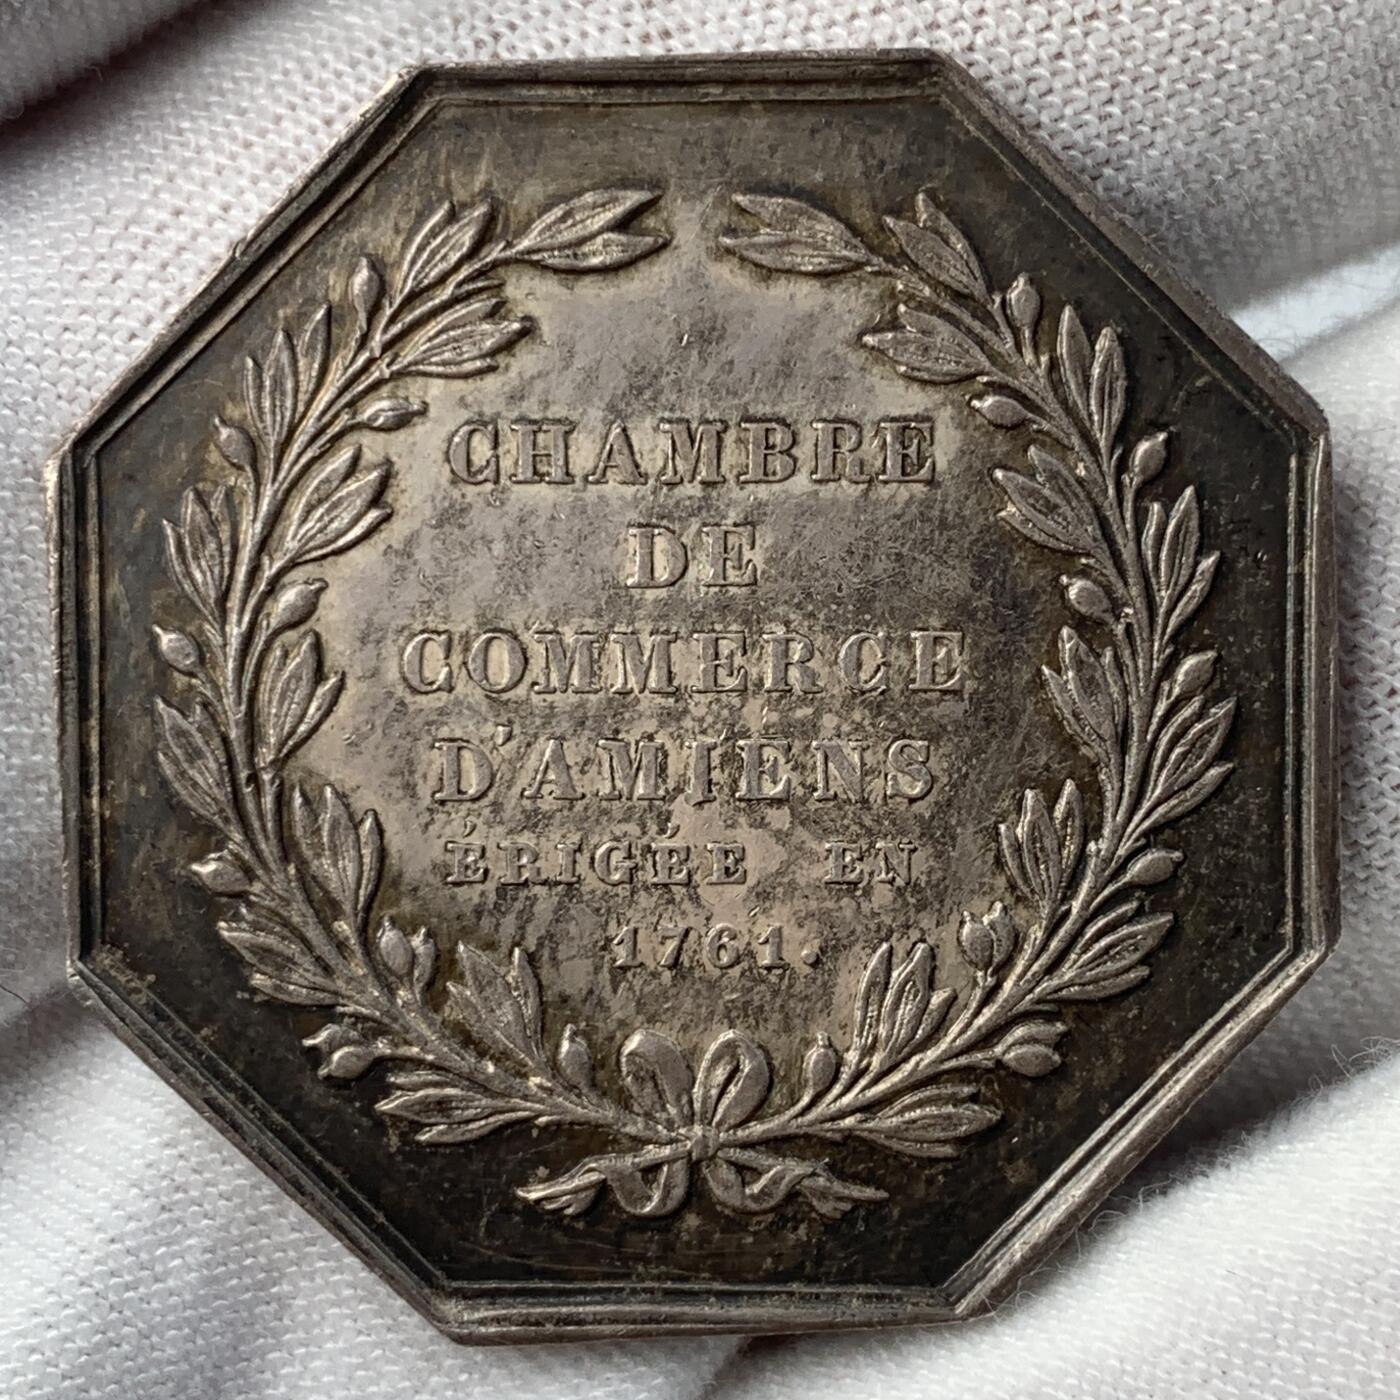 CHAMBRE
DE
COMMERCE
D'AMIENS
ÉRIGÉE EN
1761.